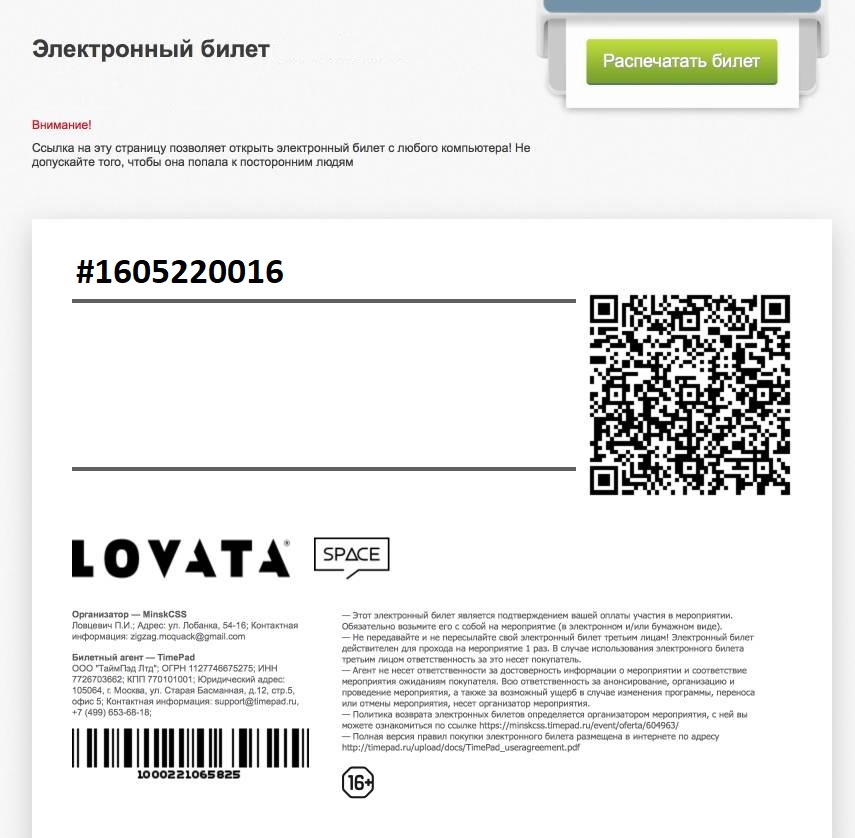 Электронный билет
Распечатать билет
Внимание!
Ссылка на эту страницу позволяет открыть электронный билет с любого компьютера! Не
допускайте того, чтобы она попала к посторонним людям
#1605220016
LOVATA®
SPACE
Организатор — MinskCSS
Ловцевич П.И.; Адрес: ул. Лобанка, 54-16; Контактная
информация: zigzag.mcquack@gmail.com
Билетный агент — TimePad
ООО "ТаймПэд Лтд"; ОГРН 1127746675275; ИНН
7726703662; КПП 770101001; Юридический адрес:
105064, г. Москва, ул. Старая Басманная, д.12, стр.5,
офис 5; Контактная информация: support@timepad.ru,
+7 (499) 653-68-18;
1000221065825
— Этот электронный билет является подтверждением вашей оплаты участия в мероприятии.
Обязательно возьмите его с собой на мероприятие (в электронном и/или бумажном виде).
— Не передавайте и не пересылайте свой электронный билет третьим лицам! Электронный билет
действителен для прохода на мероприятие 1 раз. В случае использования электронного билета
третьим лицом ответственность за это несет покупатель.
— Агент не несет ответственности за достоверность информации о мероприятии и соответствие
мероприятия ожиданиям покупателя. Всю ответственность за анонсирование, организацию и
проведение мероприятия, а также за возможный ущерб в случае изменения программы, переноса
или отмены мероприятия, несет организатор мероприятия.
— Политика возврата электронных билетов определяется организатором мероприятия, с ней вы
можете ознакомиться по ссылке https://minskcss.timepad.ru/event/oferta/604963/
— Полная версия правил покупки электронного билета размещена в интернете по адресу
http://timepad.ru/upload/docs/TimePad_useragreement.pdf
16+